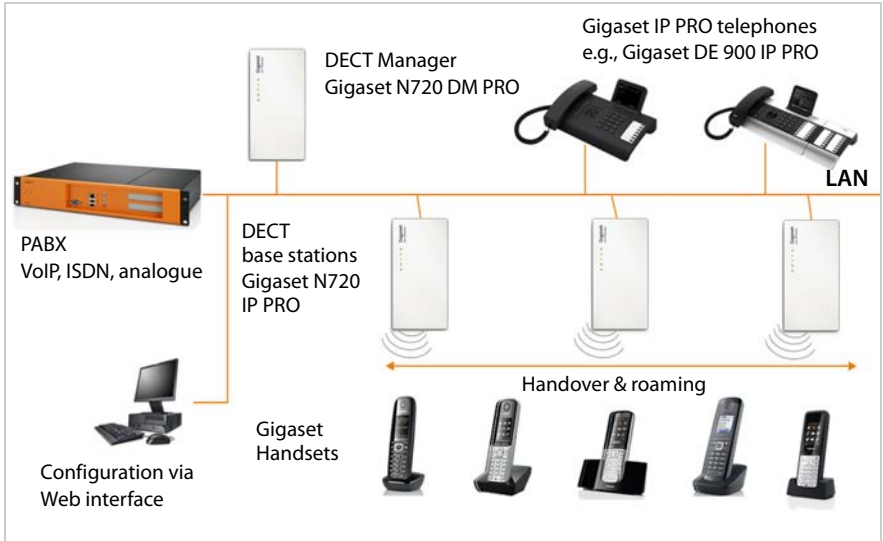 DECT Manager
Gigaset N720 DM PRO
Gigaset IP PRO telephones
e.g., Gigaset DE 900 IP PRO
LAN
PABX
VoIP, ISDN, analogue
DECT
base stations
Gigaset N720
IP PRO
Handover & roaming
Gigaset
Handsets
Configuration via
Web interface